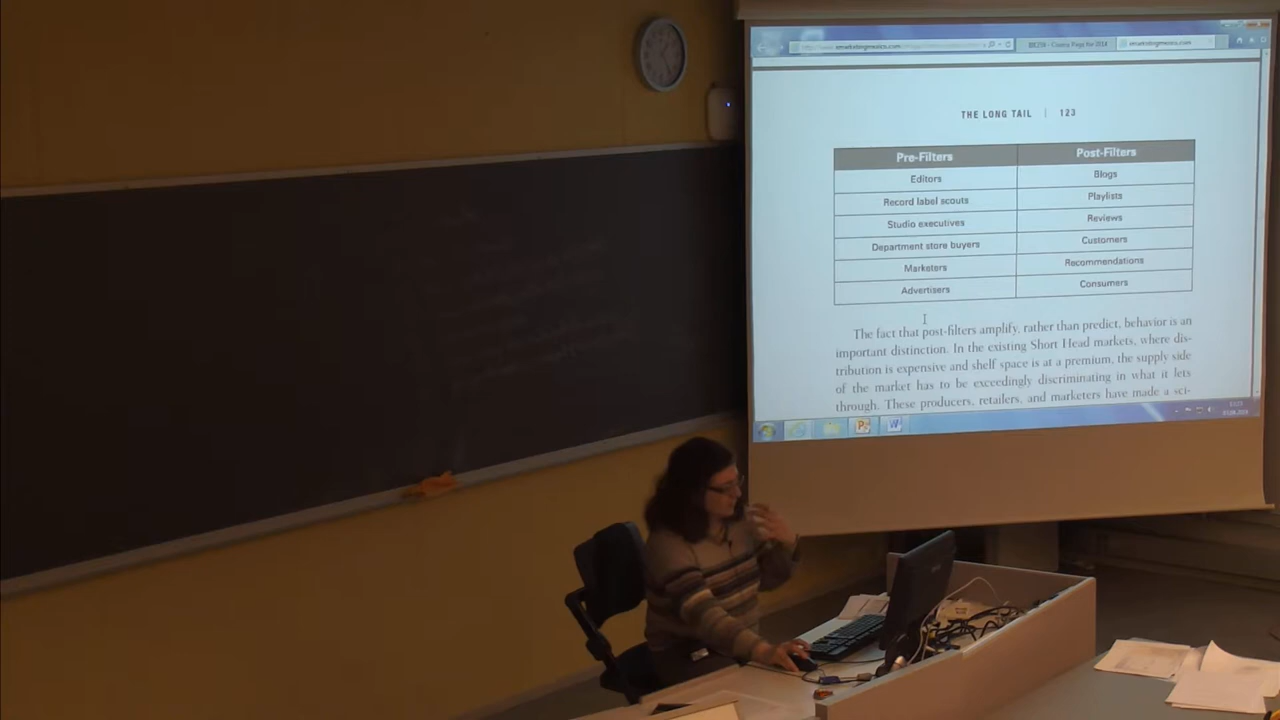 THE LONG TAIL | 123
Pre-Filters Post-Filters
Editors Blogs
Record label scouts Playlists
Studio executives Reviews
Department store buyers Customers
Marketers Recommendations
Advertisers Consumers
The fact that post-filters amplify, rather than predict, behavior is an
important distinction. In the existing Short Head markets, where dis-
tribution is expensive and shelf space is at a premium, the supply side
of the market has to be exceedingly discriminating in what it lets
through. These producers, retailers, and marketers have made a sci-